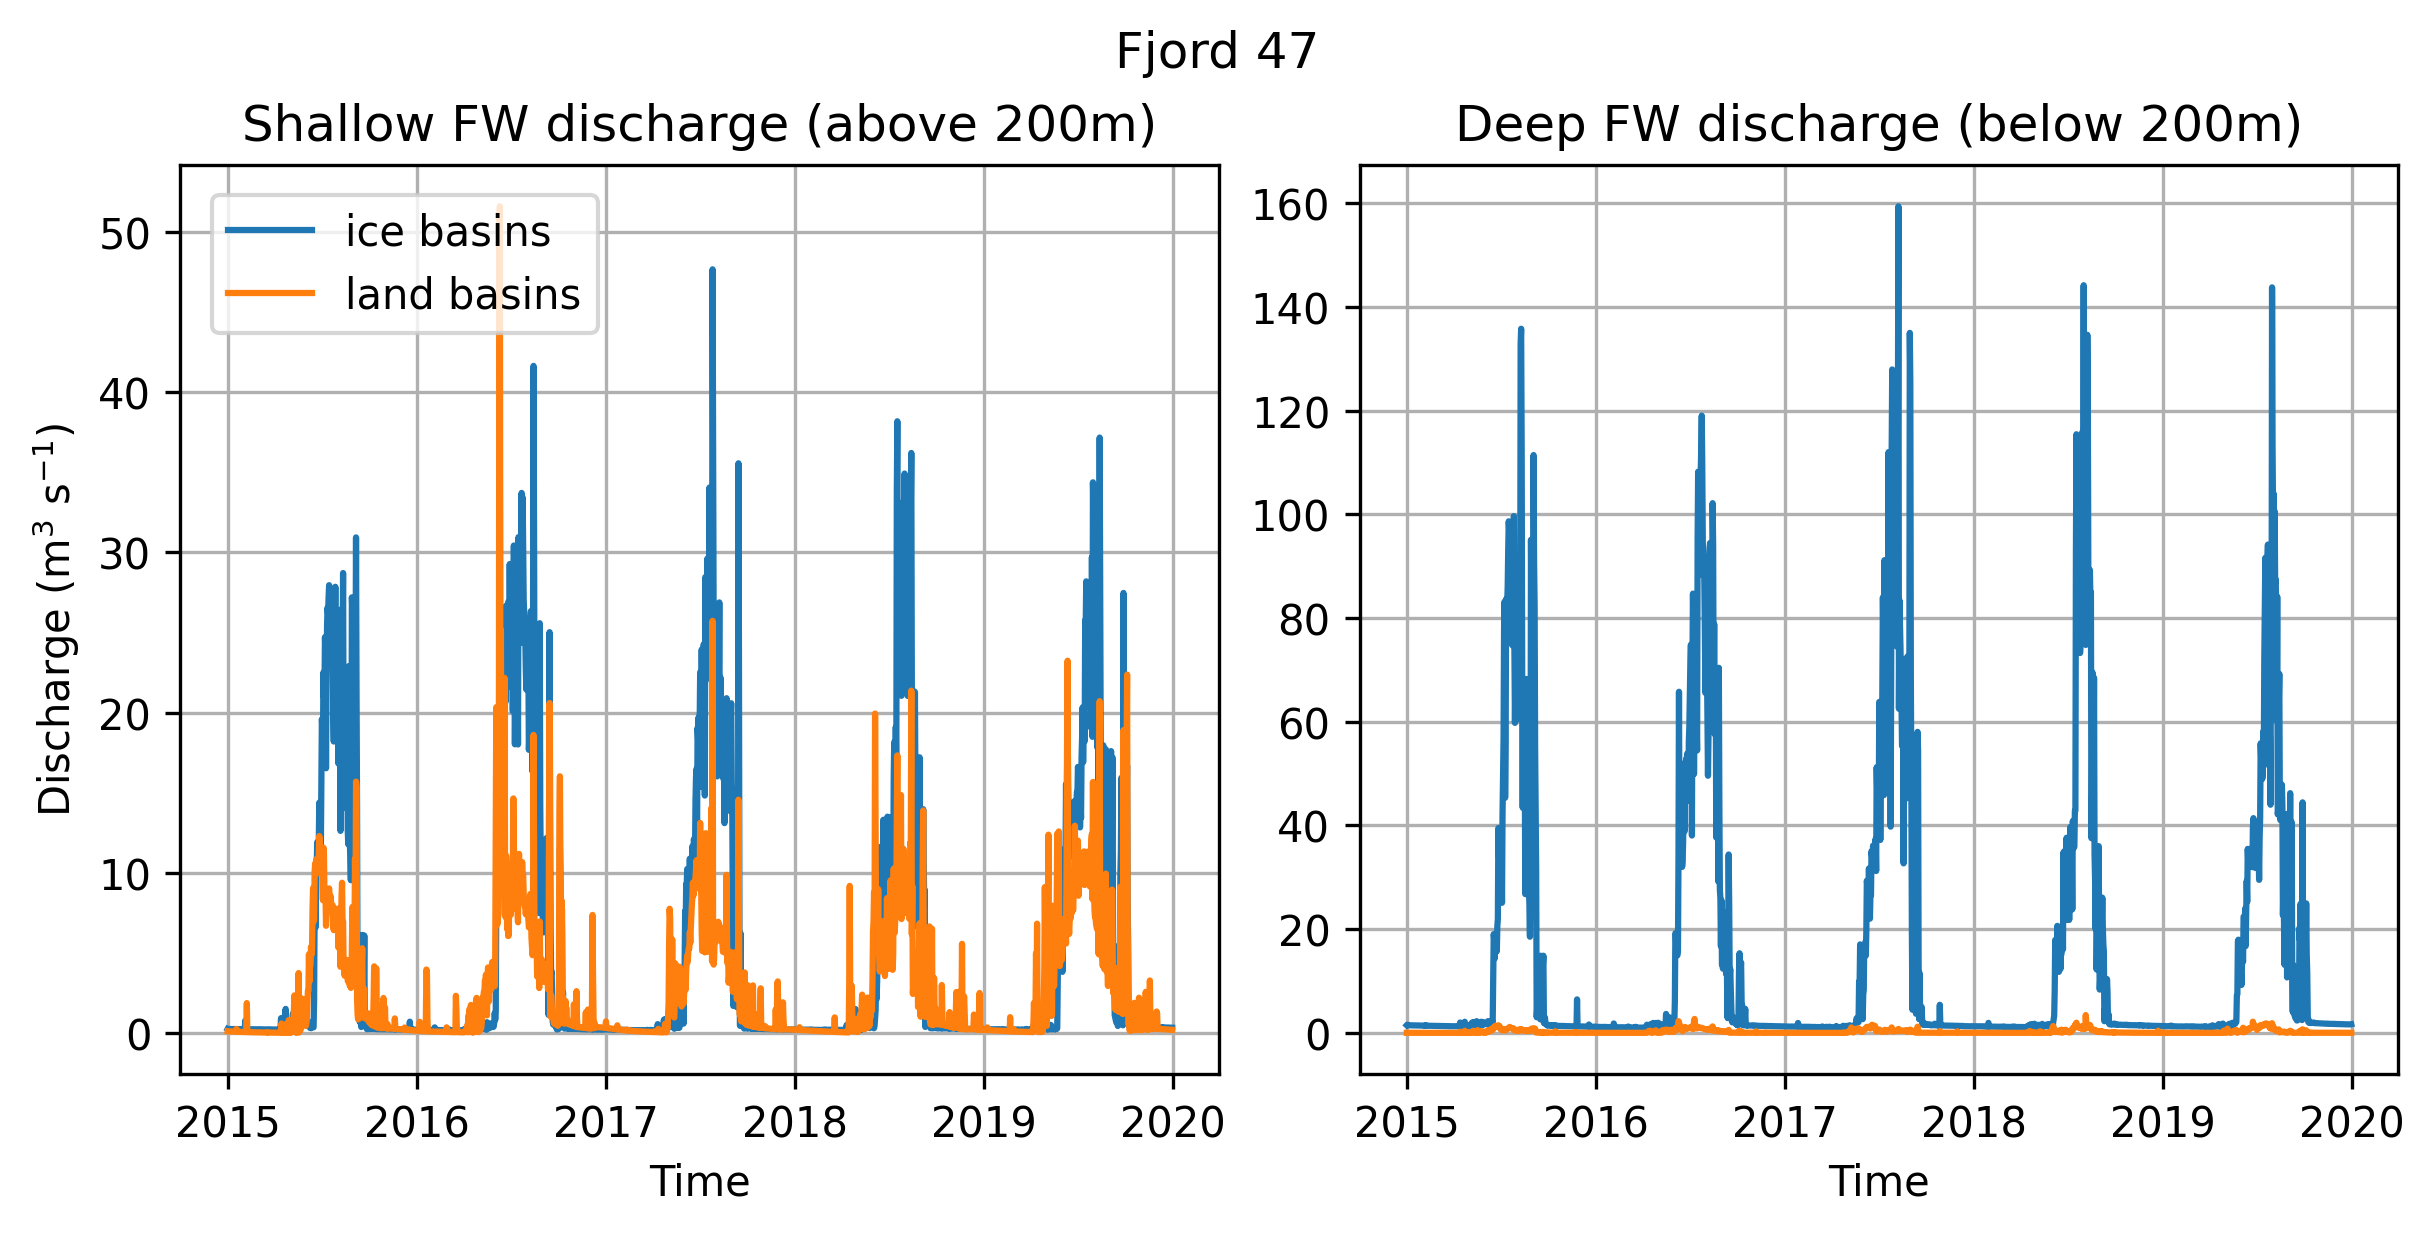 Fjord 47
Shallow FW discharge (above 200m)
Deep FW discharge (below 200m)
ice basins
land basins
Discharge (m³ s⁻¹)
50
40
30
20
10
0
2015 2016 2017 2018 2019 2020
Time
160
140
120
100
80
60
40
20
0
2015 2016 2017 2018 2019 2020
Time